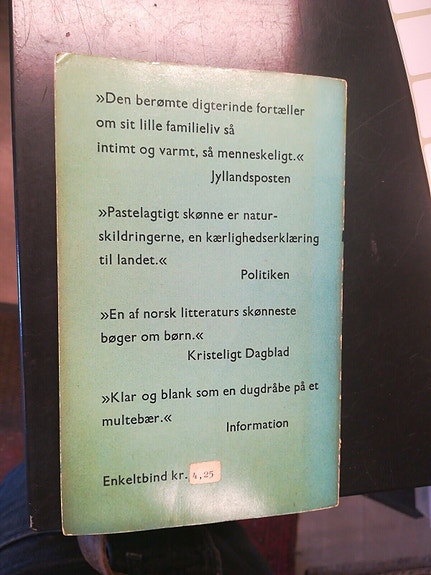 »Den berømte digterinde fortæller
om sit lille familieliv så
intimt og varmt, så menneskeligt.«
Jyllandsposten
»Pastelagtigt skønne er natur-
skildringerne, en kærlighedserklæring
til landet.«
Politiken
»En af norsk litteraturs skønneste
bøger om børn.«
Kristeligt Dagblad
»Klar og blank som en dugdråbe på et
multebær.«
Information
Enkeltbind kr. 4,25